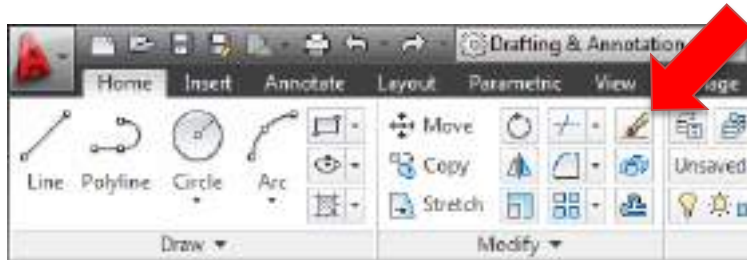 Drafting & Annotation
Home Insert Annotate Layout Parametric View
Line Polyline Circle Arc
Move
Copy
Stretch
Unsaved
Draw
Modify